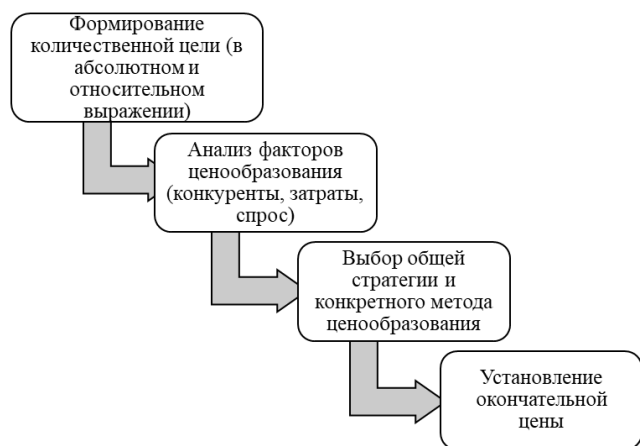 Формирование
количественной цели (в
абсолютном и
относительном
выражении)
Анализ факторов
ценообразования
(конкуренты, затраты,
спрос)
Выбор общей
стратегии и
конкретного метода
ценообразования
Установление
окончательной
цены